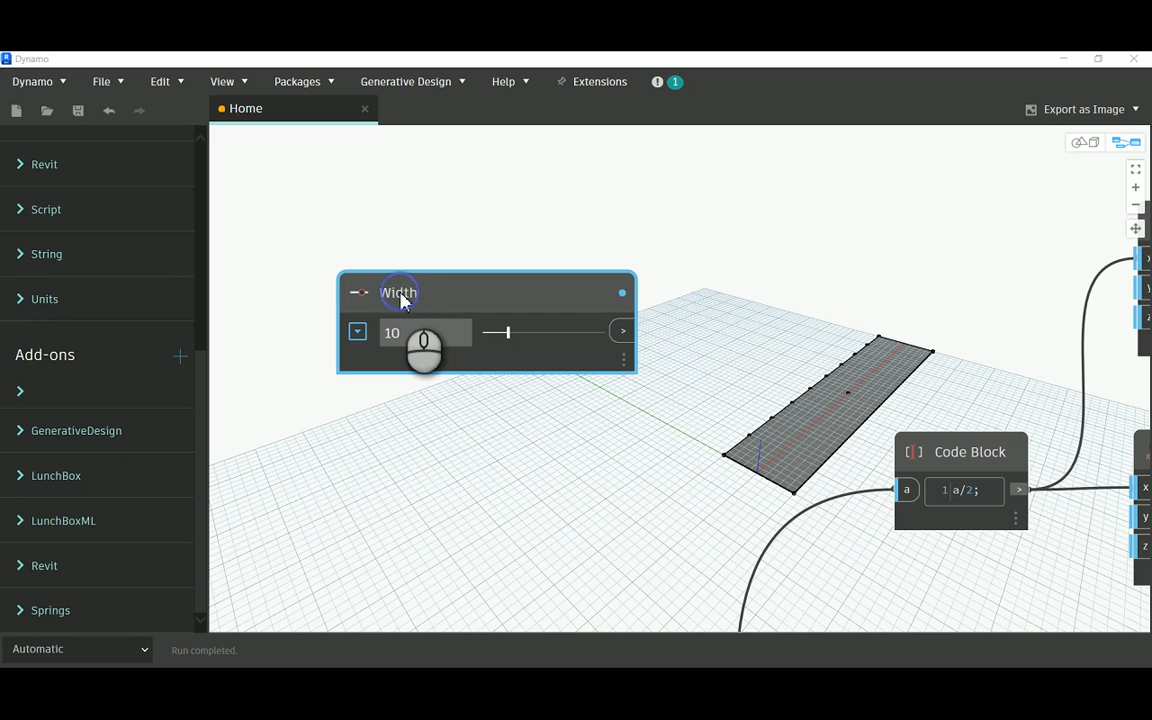 Dynamo
Dynamo File Edit View Packages Generative Design Help Extensions ! 1
Home
Export as Image
Revit
Script
String
Units
Add-ons
GenerativeDesign
LunchBox
LunchBoxML
Revit
Springs
Width
10
>
[ ] Code Block
a 1 a/2; >
x
y
z
x
y
z
Automatic
Run completed.